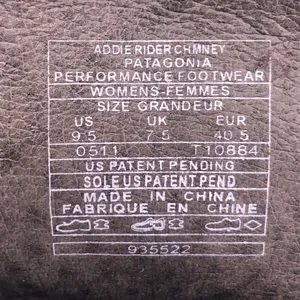 ADDIE RIDER CHMNEY
PATAGONIA
PERFORMANCE FOOTWEAR
WOMENS-FEMMES
SIZE GRANDEUR
US UK EUR
9.5 7.5 40.5
0511 T10884
US PATENT PENDING
SOLE US PATENT PEND
MADE IN CHINA
FABRIQUE EN CHINE
935522